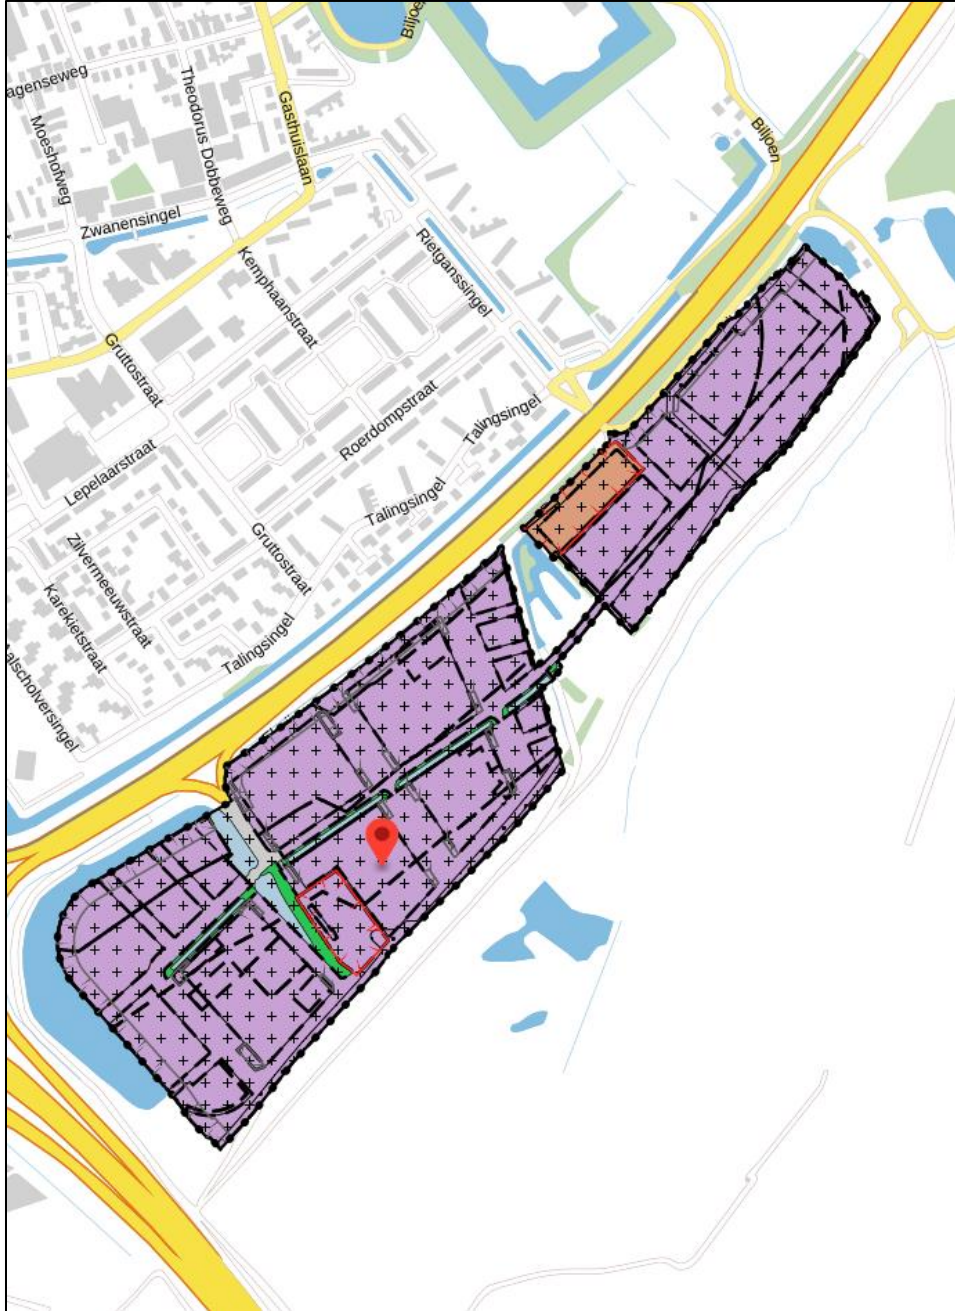 Biljoe
agenseweg
Theodorus Dobbeweg
Gasthuislaan
Moeshofweg
Biljoen
Zwanensingel
Rietganssingel
Kemphaanstraat
Gruttostraat
Roerdompstraat
Talingsingel
Lepelaarstraat
Talingsingel
Gruttostraat
Zilvermeeuwstraat
Karekietstraat
Talingsingel
alscholversingel